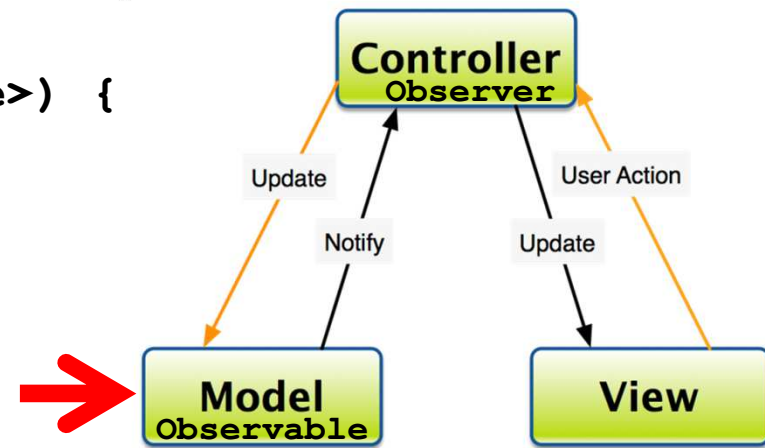 Controller
Observer
e>) {
Update
User Action
Notify
Update
Model
Observable
View